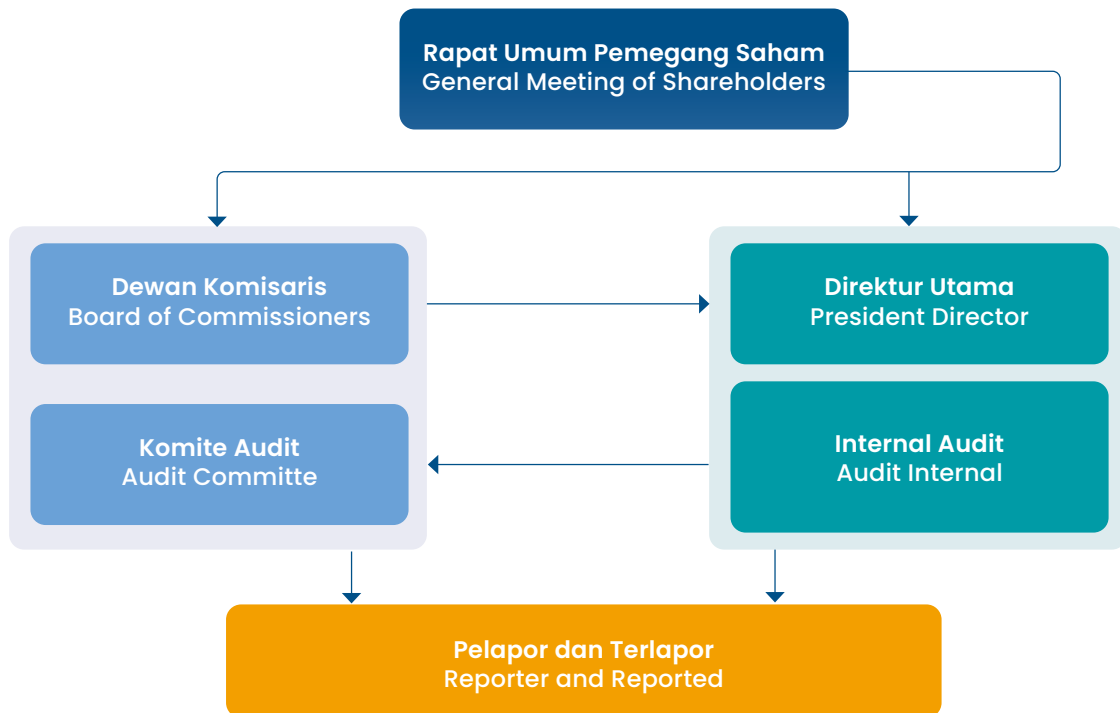 Rapat Umum Pemegang Saham
General Meeting of Shareholders
Dewan Komisaris
Board of Commissioners
Direktur Utama
President Director
Komite Audit
Audit Committe
Internal Audit
Audit Internal
Pelapor dan Terlapor
Reporter and Reported